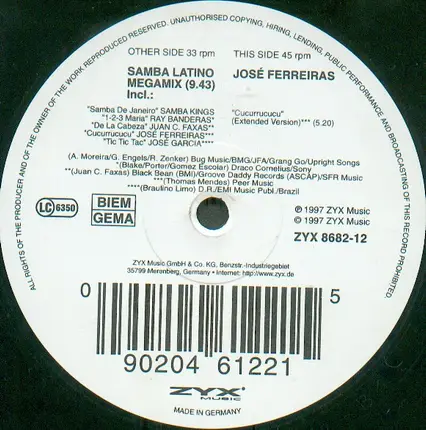 ALL RIGHTS OF THE PRODUCER AND OF THE OWNER OF THE WORK REPRODUCED RESERVED. UNAUTHORISED COPYING, HIRING, LENDING, PUBLIC PERFORMANCE AND BROADCASTING OF THIS RECORD PROHIBITED
OTHER SIDE 33 rpm
SAMBA LATINO
MEGAMIX (9.43)
Incl.:
"Samba De Janeiro" SAMBA KINGS
"1-2-3 Maria" RAY BANDERAS*
"De La Cabeza" JUAN C. FAXAS**
"Cucurrucucu" JOSÉ FERREIRAS***
"Tic Tic Tac" JOSÉ GARCIA****
THIS SIDE 45 rpm
JOSÉ FERREIRAS
"Cucurrucucu"
(Extended Version)*** (5.20)
(A. Moreira/G. Engels/R. Zenker) Bug Music/BMG/JFA/Grang Go/Upright Songs
*(Blake/Porter/Gomez Escolar) Draco Cornelius/Sony
**(Juan C. Faxas) Black Bean (BMI)/Groove Daddy Records (ASCAP)/SFR Music
***(Thomas Mendes) Peer Music
****(Braulino Limo) D.R./EMI Music Publ./Brazil
LC 6350
BIEM
GEMA
℗ 1997 ZYX Music
© 1997 ZYX Music
ZYX 8682-12
ZYX Music GmbH & Co. KG, Benzstr.-Industriegebiet
35799 Merenberg, Germany • Internet: http://www.zyx.de
0 90204 61221 5
ZYX
MUSIC
MADE IN GERMANY